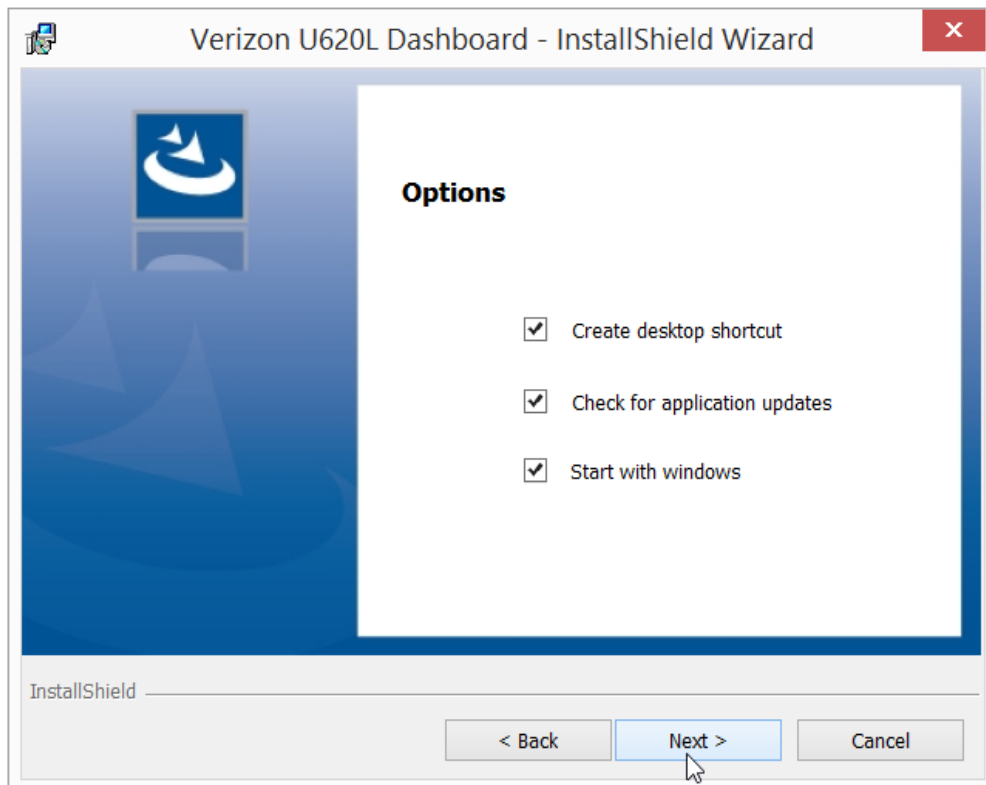 Verizon U620L Dashboard - InstallShield Wizard
Options
Create desktop shortcut
Check for application updates
Start with windows
InstallShield
< Back
Next >
Cancel